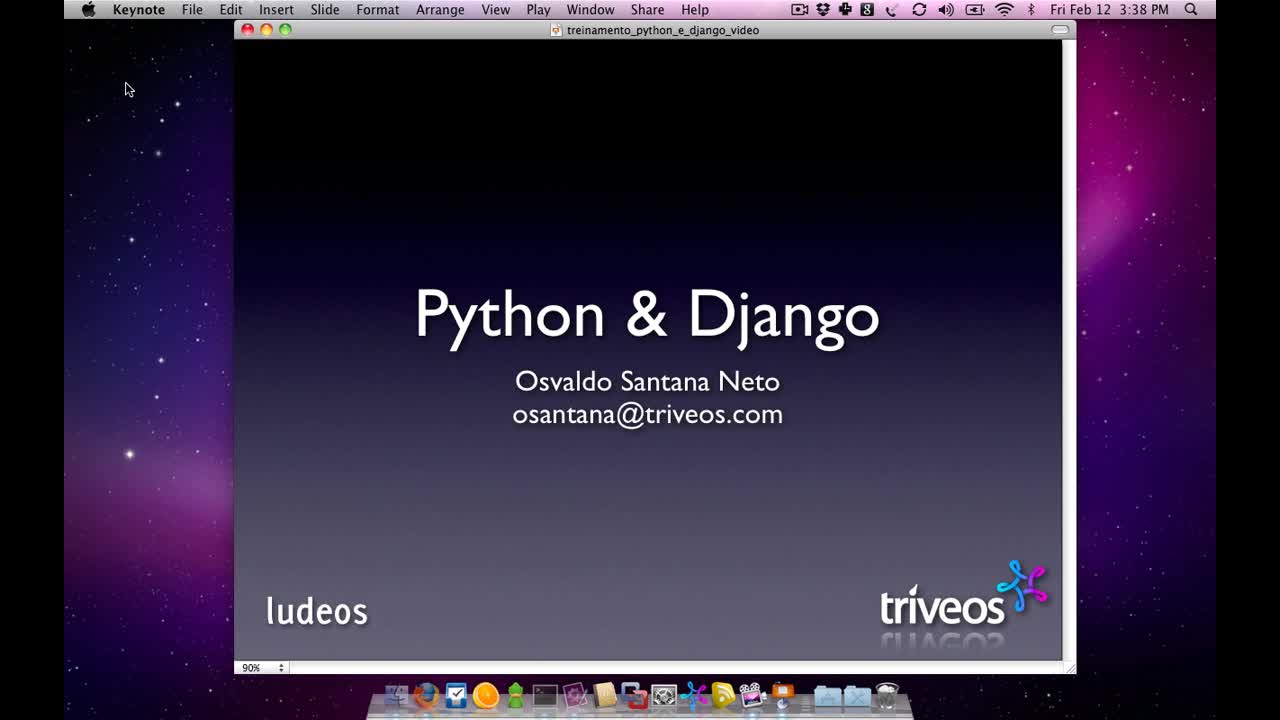 Keynote File Edit Insert Slide Format Arrange View Play Window Share Help Fri Feb 12 3:38 PM
treinamento_python_e_django_video
Python & Django
Osvaldo Santana Neto
osantana@triveos.com
ludeos
triveos
90%